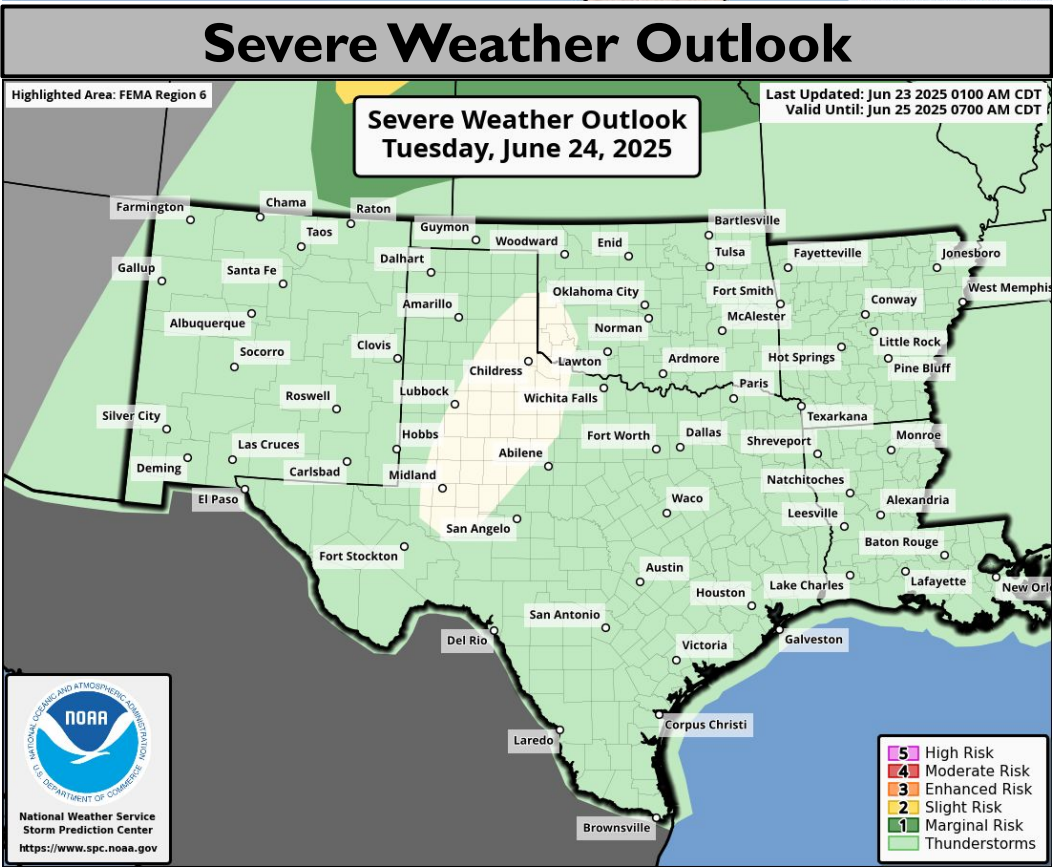 Severe Weather Outlook
Highlighted Area: FEMA Region 6
Last Updated: Jun 23 2025 0100 AM CDT
Valid Until: Jun 25 2025 0700 AM CDT
Severe Weather Outlook
Tuesday, June 24, 2025
Farmington
Chama
Raton
Taos
Guymon
Bartlesville
Woodward
Enid
Dalhart
Tulsa
Fayetteville
Jonesboro
Gallup
Santa Fe
Oklahoma City
Fort Smith
West Memphis
Amarillo
Conway
Albuquerque
Norman
McAlester
Socorro
Clovis
Little Rock
Childress
Lawton
Ardmore
Hot Springs
Pine Bluff
Roswell
Lubbock
Wichita Falls
Paris
Silver City
Texarkana
Las Cruces
Hobbs
Fort Worth
Dallas
Shreveport
Monroe
Deming
Carlsbad
Midland
Abilene
Natchitoches
El Paso
Waco
Alexandria
San Angelo
Leesville
Fort Stockton
Baton Rouge
Austin
Houston
Lake Charles
Lafayette
New Orl
San Antonio
Del Rio
Victoria
Galveston
Laredo
Corpus Christi
Brownsville
NATIONAL OCEANIC AND ATMOSPHERIC ADMINISTRATION
NOAA
U.S. DEPARTMENT OF COMMERCE
National Weather Service
Storm Prediction Center
https://www.spc.noaa.gov
5 High Risk
4 Moderate Risk
3 Enhanced Risk
2 Slight Risk
1 Marginal Risk
Thunderstorms